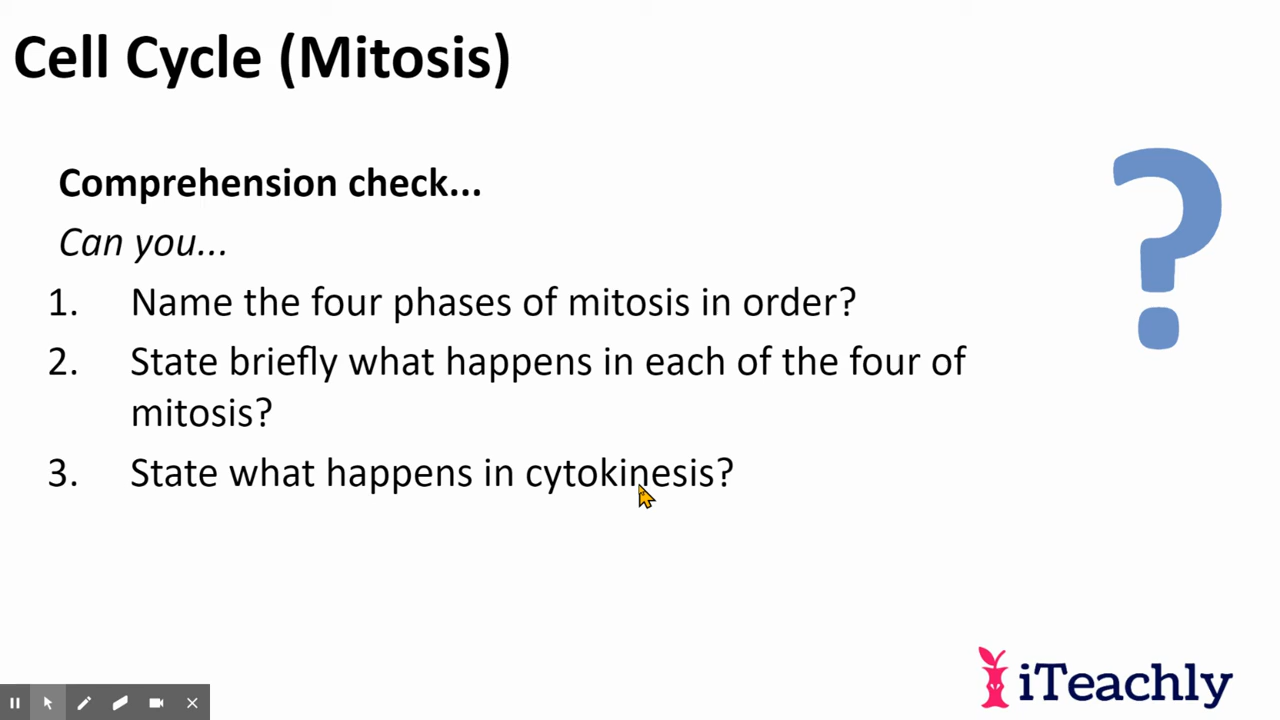 Cell Cycle (Mitosis)
Comprehension check...
Can you...
1. Name the four phases of mitosis in order?
2. State briefly what happens in each of the four of
mitosis?
3. State what happens in cytokinesis?
?
iTeachly